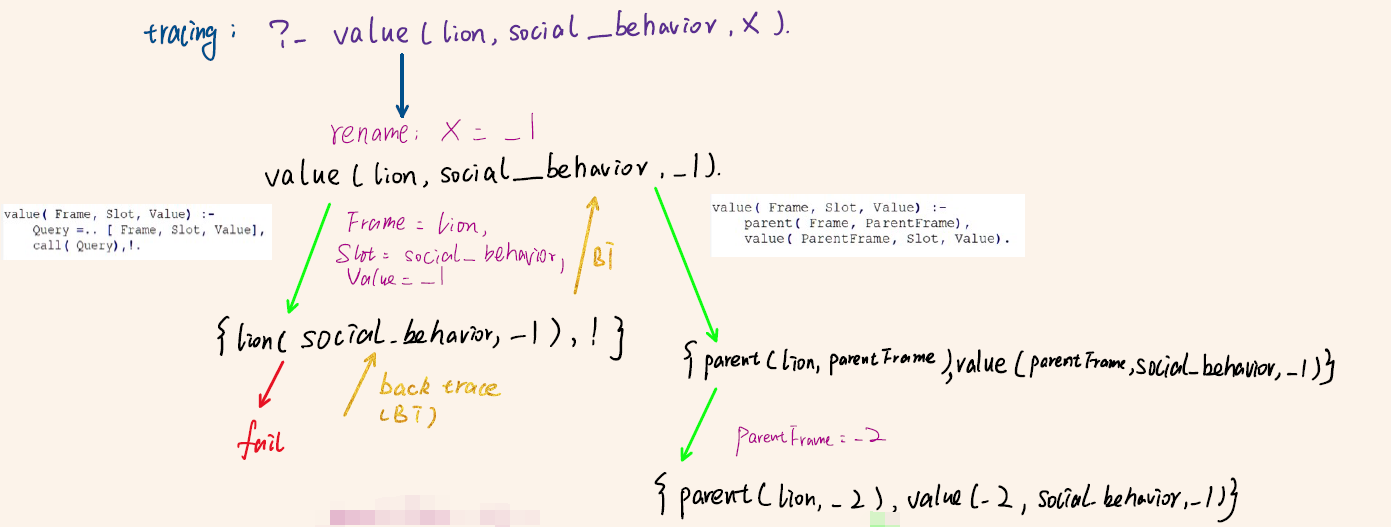 tracing: ?- value(lion, social_behavior, X).
rename: X = _1
value(lion, social_behavior, _1).
value( Frame, Slot, Value) :-
Query =.. [ Frame, Slot, Value],
call( Query),!.
Frame = lion,
Slot = social_behavior,
Value = _1
BT
value( Frame, Slot, Value) :-
parent( Frame, ParentFrame),
value( ParentFrame, Slot, Value).
{lion( social_behavior, _1), ! }
{ parent(lion, parentFrame), value(parentFrame, social_behavior, _1)}
back trace
(BT)
fail
ParentFrame = _2
{ parent(lion, _2), value(_2, social_behavior, _1)}